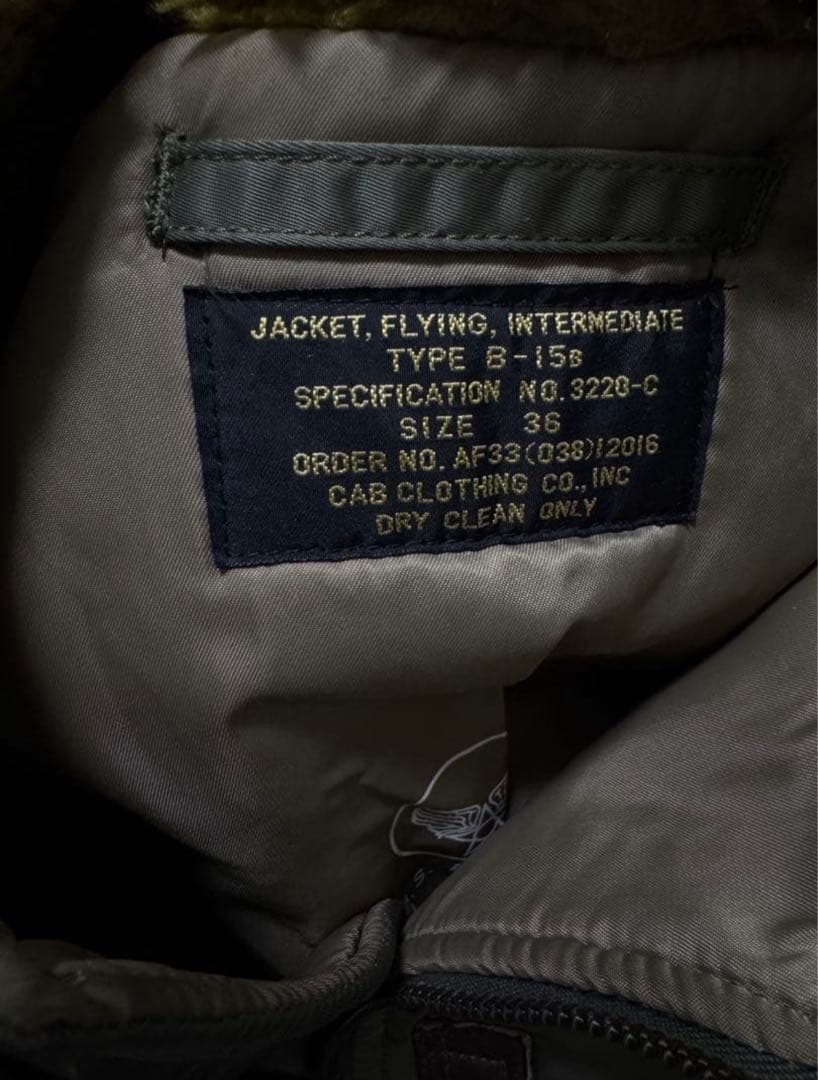 JACKET, FLYING, INTERMEDIATE
TYPE B-15B
SPECIFICATION NO. 3220-C
SIZE 36
ORDER NO. AF33(038)12016
CAB CLOTHING CO., INC
DRY CLEAN ONLY